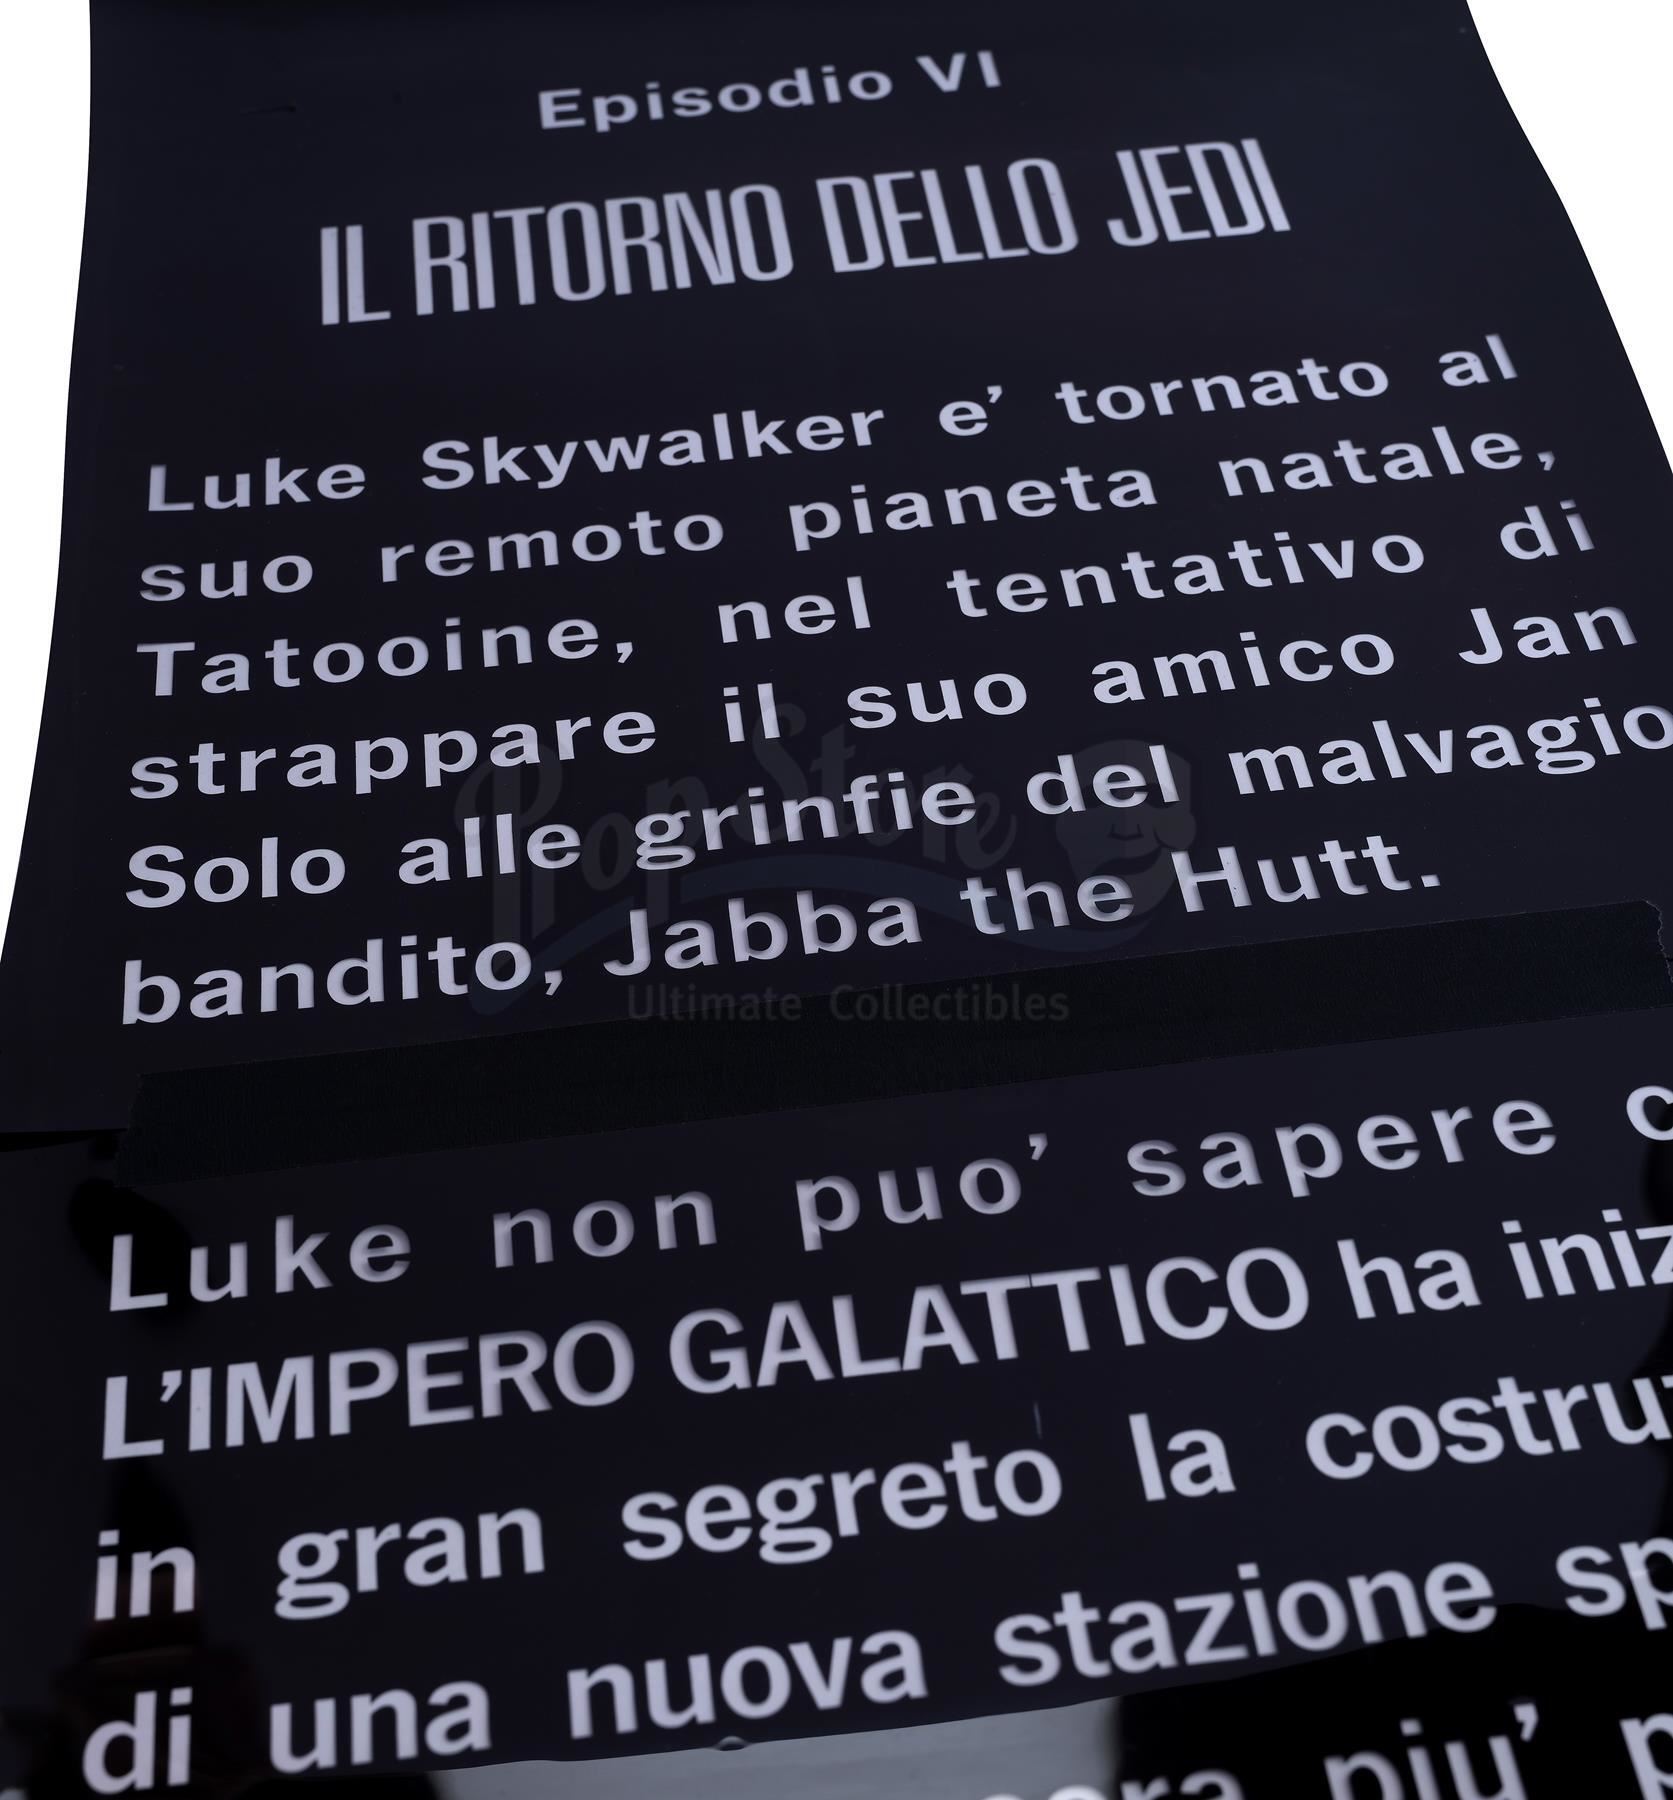 Episodio VI
IL RITORNO DELLO JEDI
Luke Skywalker e’ tornato al
suo remoto pianeta natale,
Tatooine, nel tentativo di
strappare il suo amico Jan
Solo alle grinfie del malvagio
bandito, Jabba the Hutt.
PropStore
Ultimate Collectibles
Luke non puo’ sapere
L’IMPERO GALATTICO ha
in gran segreto la
di una nuova stazione
piu’